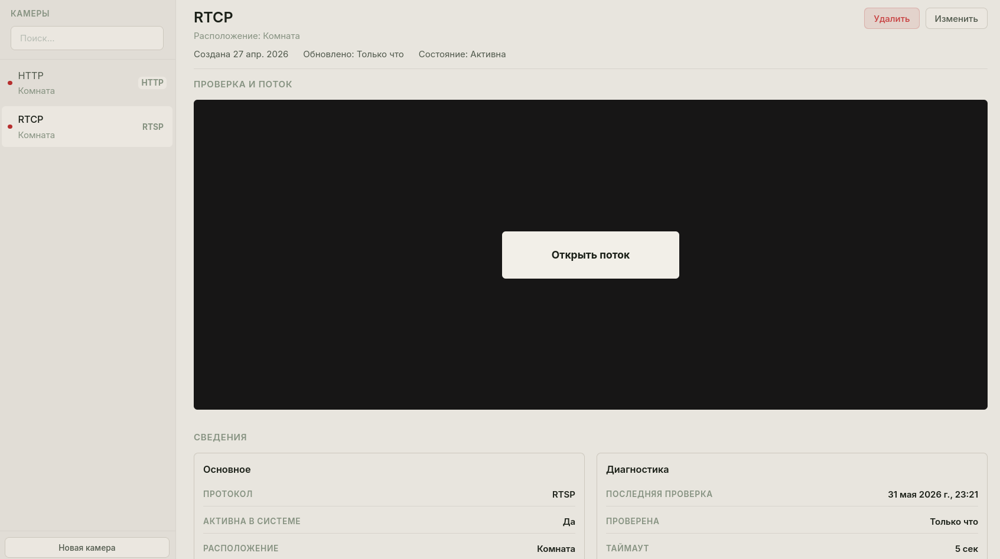 КАМЕРЫ
Поиск...
HTTP
Комната
HTTP
RTCP
Комната
RTSP
Новая камера
RTCP
Расположение: Комната
Создана 27 апр. 2026 Обновлено: Только что Состояние: Активна
Удалить
Изменить
ПРОВЕРКА И ПОТОК
Открыть поток
СВЕДЕНИЯ
Основное
ПРОТОКОЛ RTSP
АКТИВНА В СИСТЕМЕ Да
РАСПОЛОЖЕНИЕ Комната
Диагностика
ПОСЛЕДНЯЯ ПРОВЕРКА 31 мая 2026 г., 23:21
ПРОВЕРЕНА Только что
ТАЙМАУТ 5 сек